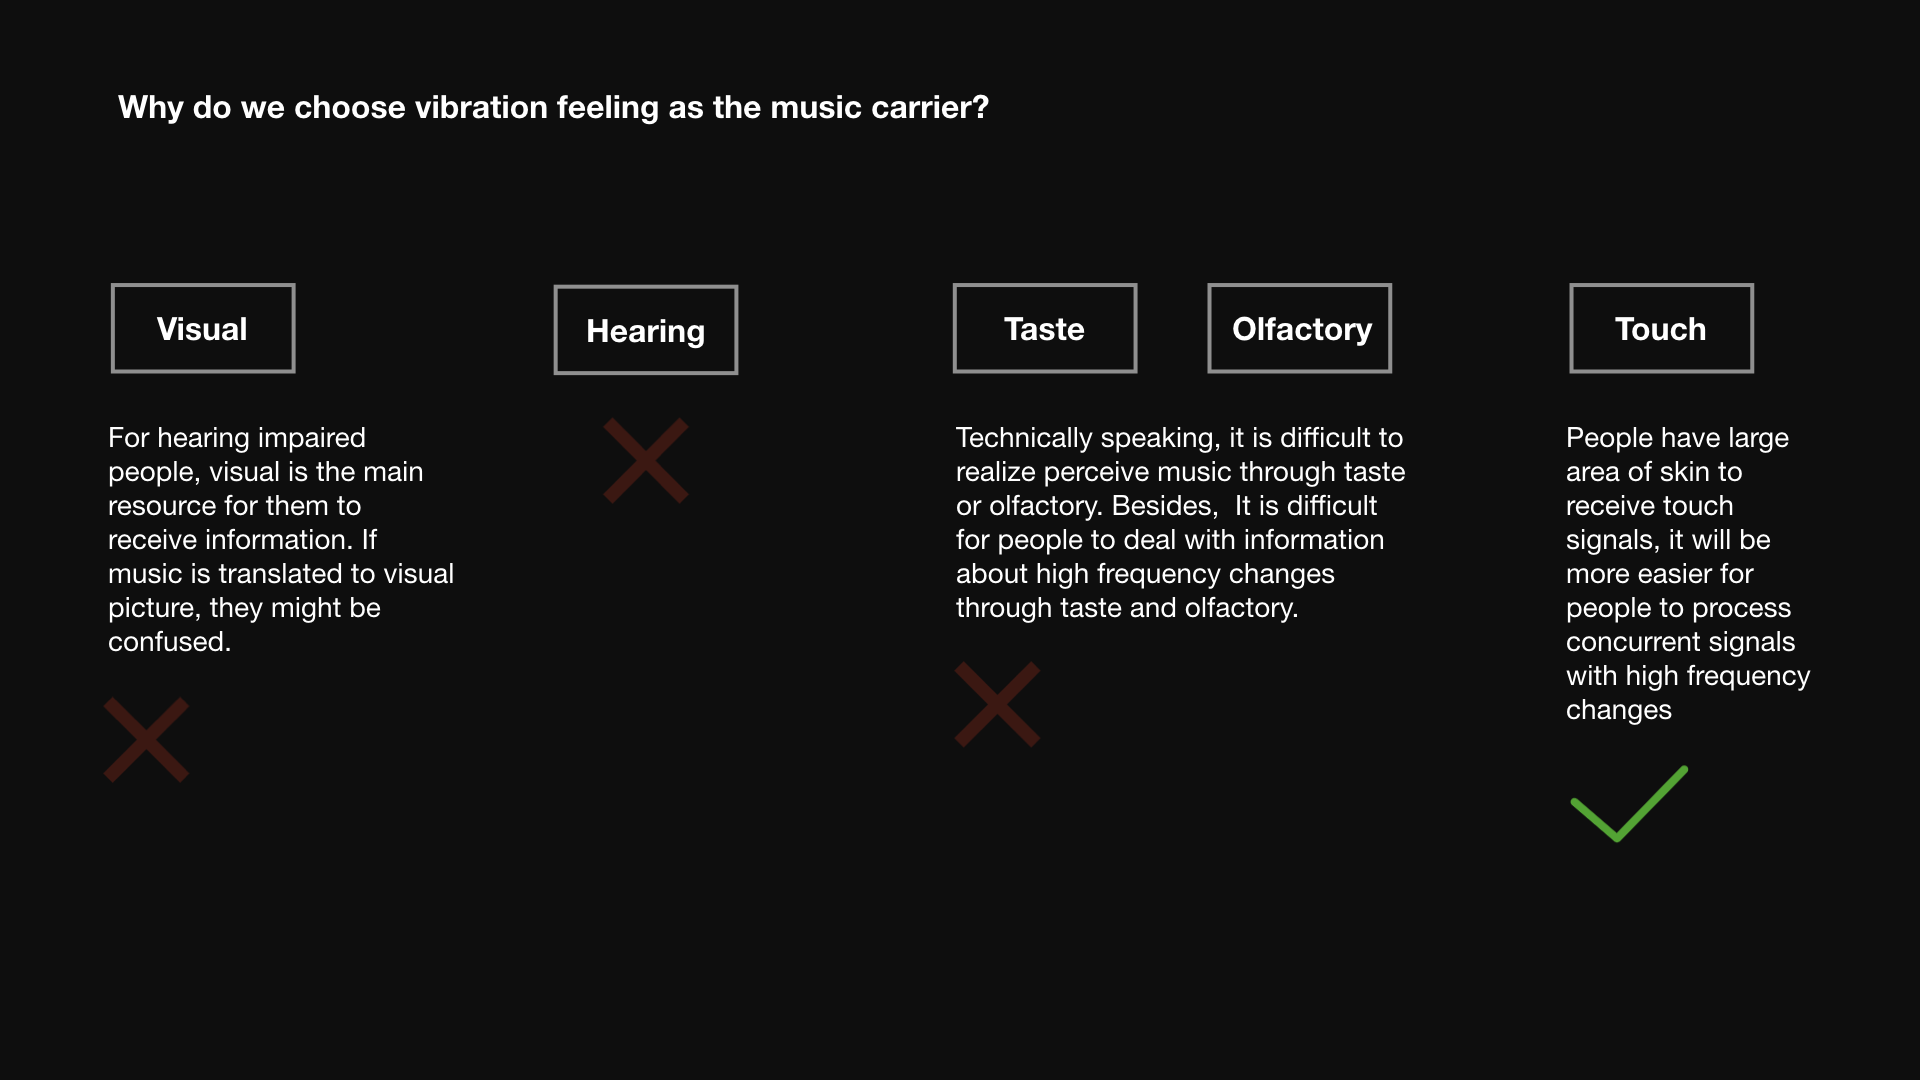 Why do we choose vibration feeling as the music carrier?
Visual
For hearing impaired
people, visual is the main
resource for them to
receive information. If
music is translated to visual
picture, they might be
confused.
Hearing
Taste
Olfactory
Technically speaking, it is difficult to
realize perceive music through taste
or olfactory. Besides,  It is difficult
for people to deal with information
about high frequency changes
through taste and olfactory.
Touch
People have large
area of skin to
receive touch
signals, it will be
more easier for
people to process
concurrent signals
with high frequency
changes